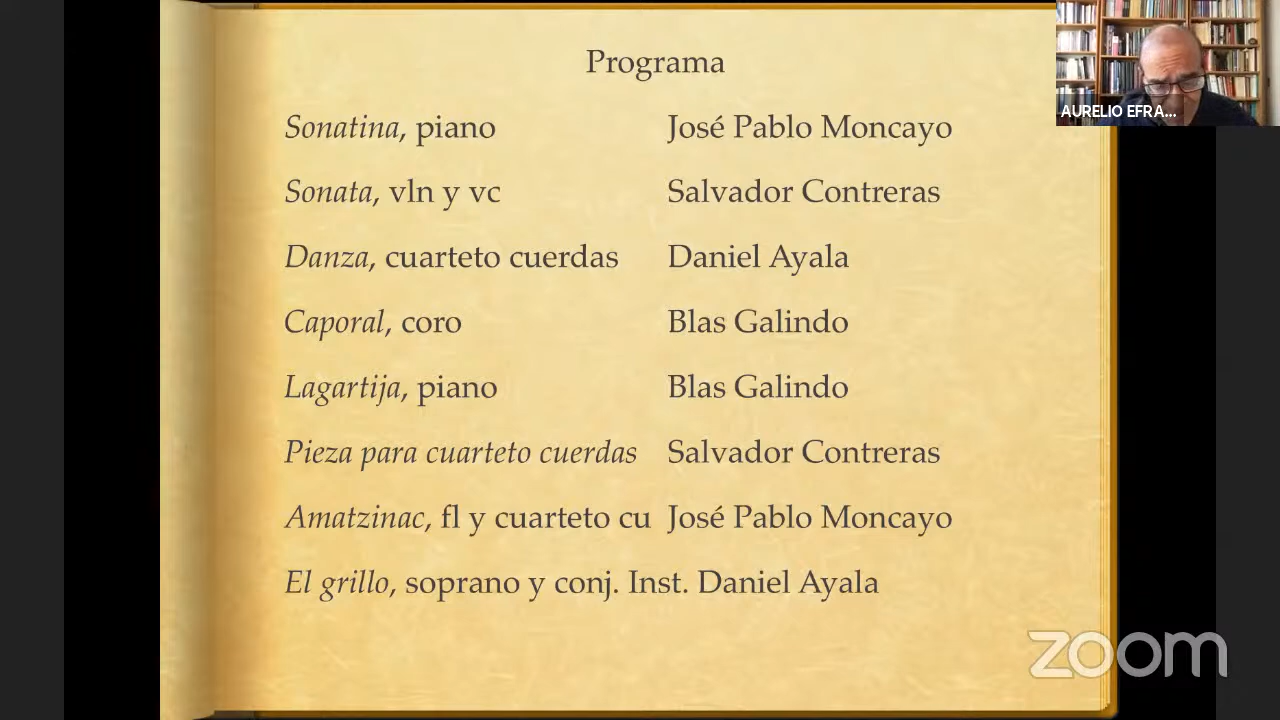 Programa
Sonatina, piano José Pablo Moncayo
Sonata, vln y vc Salvador Contreras
Danza, cuarteto cuerdas Daniel Ayala
Caporal, coro Blas Galindo
Lagartija, piano Blas Galindo
Pieza para cuarteto cuerdas Salvador Contreras
Amatzinac, fl y cuarteto cu José Pablo Moncayo
El grillo, soprano y conj. Inst. Daniel Ayala
AURELIO EFRA...
zoom